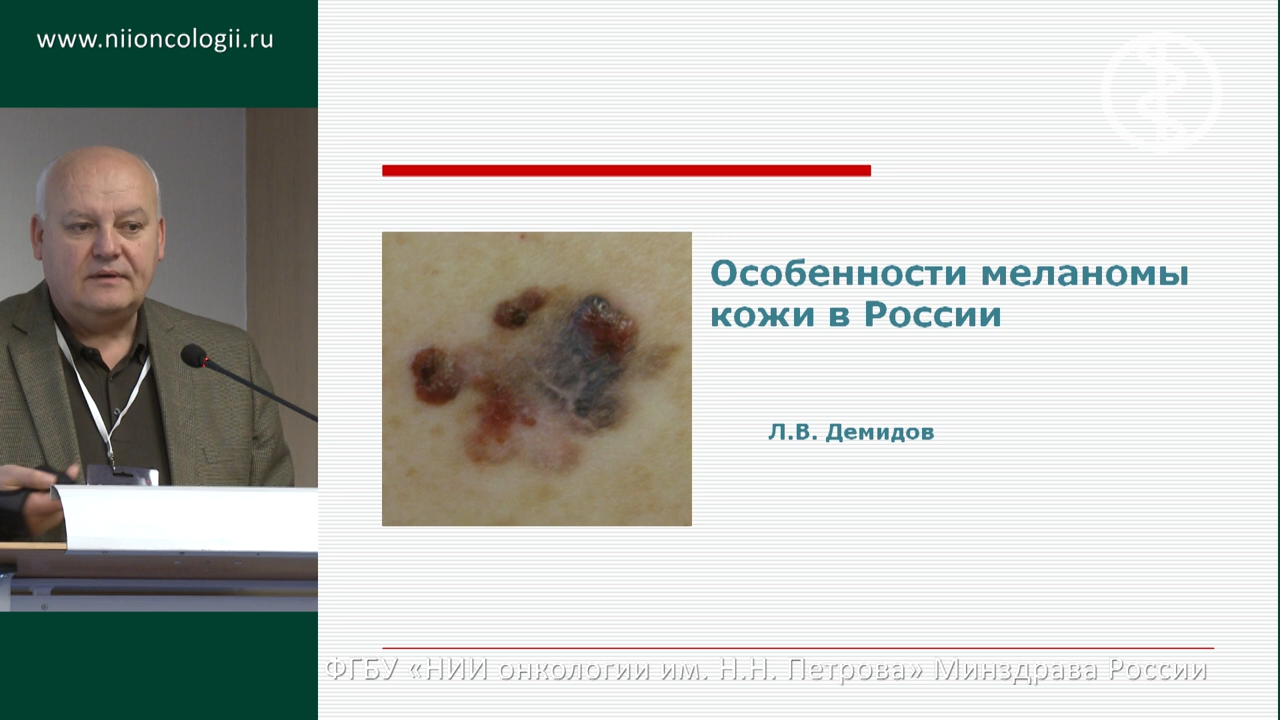 www.niioncologii.ru
Особенности меланомы
кожи в России
Л.В. Демидов
ФГБУ «НИИ онкологии им. Н.Н. Петрова» Минздрава России